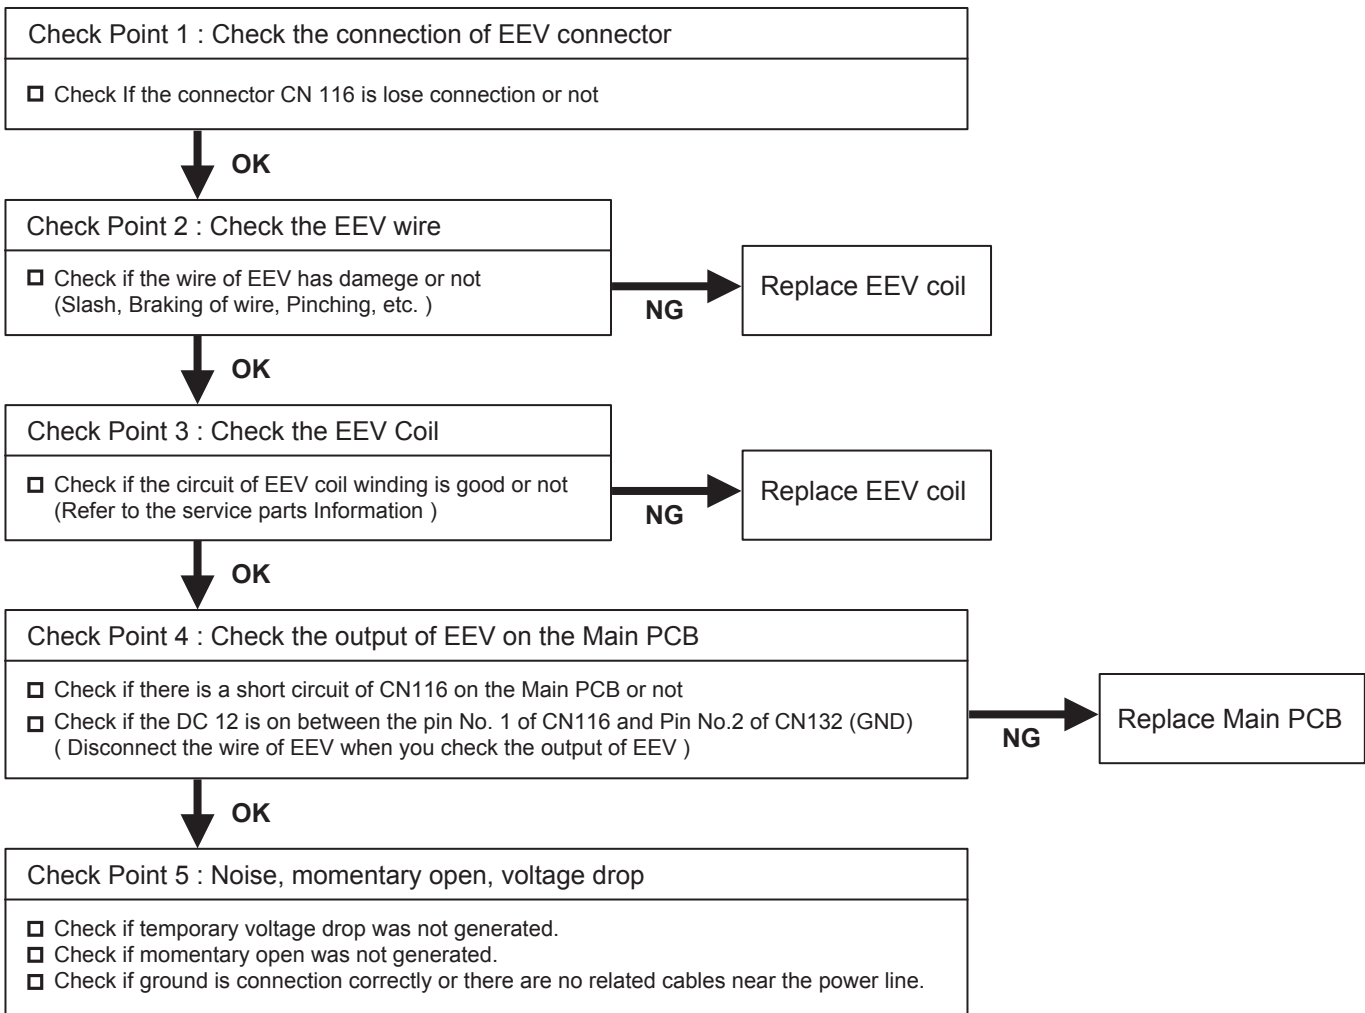 Check Point 1 : Check the connection of EEV connector
Check If the connector CN 116 is lose connection or not
OK
Check Point 2 : Check the EEV wire
Check if the wire of EEV has damege or not
(Slash, Braking of wire, Pinching, etc. )
NG
Replace EEV coil
OK
Check Point 3 : Check the EEV Coil
Check if the circuit of EEV coil winding is good or not
(Refer to the service parts Information )
NG
Replace EEV coil
OK
Check Point 4 : Check the output of EEV on the Main PCB
Check if there is a short circuit of CN116 on the Main PCB or not
Check if the DC 12 is on between the pin No. 1 of CN116 and Pin No.2 of CN132 (GND)
( Disconnect the wire of EEV when you check the output of EEV )
NG
Replace Main PCB
OK
Check Point 5 : Noise, momentary open, voltage drop
Check if temporary voltage drop was not generated.
Check if momentary open was not generated.
Check if ground is connection correctly or there are no related cables near the power line.